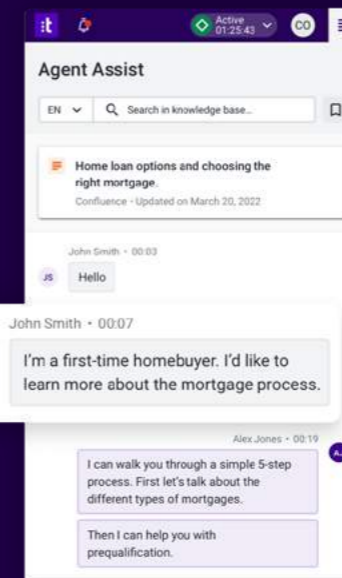 :t
Active
01:25:43
CO
Agent Assist
EN
Search in knowledge base...
Home loan options and choosing the
right mortgage.
Confluence - Updated on March 20, 2022
John Smith • 00:03
JS
Hello
John Smith • 00:07
I'm a first-time homebuyer. I'd like to
learn more about the mortgage process.
Alex Jones • 00:19
I can walk you through a simple 5-step
process. First let's talk about the
different types of mortgages.
Then I can help you with
prequalification.